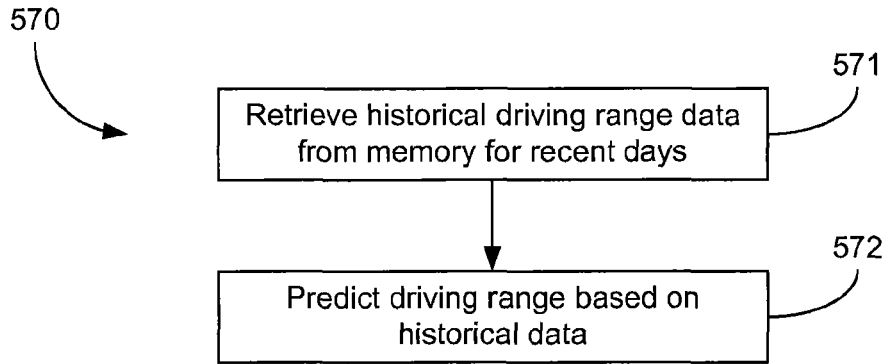 570
571
Retrieve historical driving range data
from memory for recent days
572
Predict driving range based on
historical data